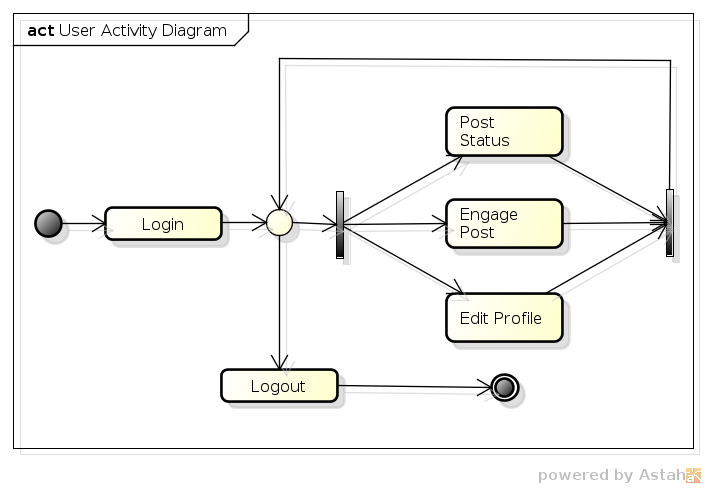 act User Activity Diagram
Post
Status
Login
Engage
Post
Edit Profile
Logout
powered by Astah